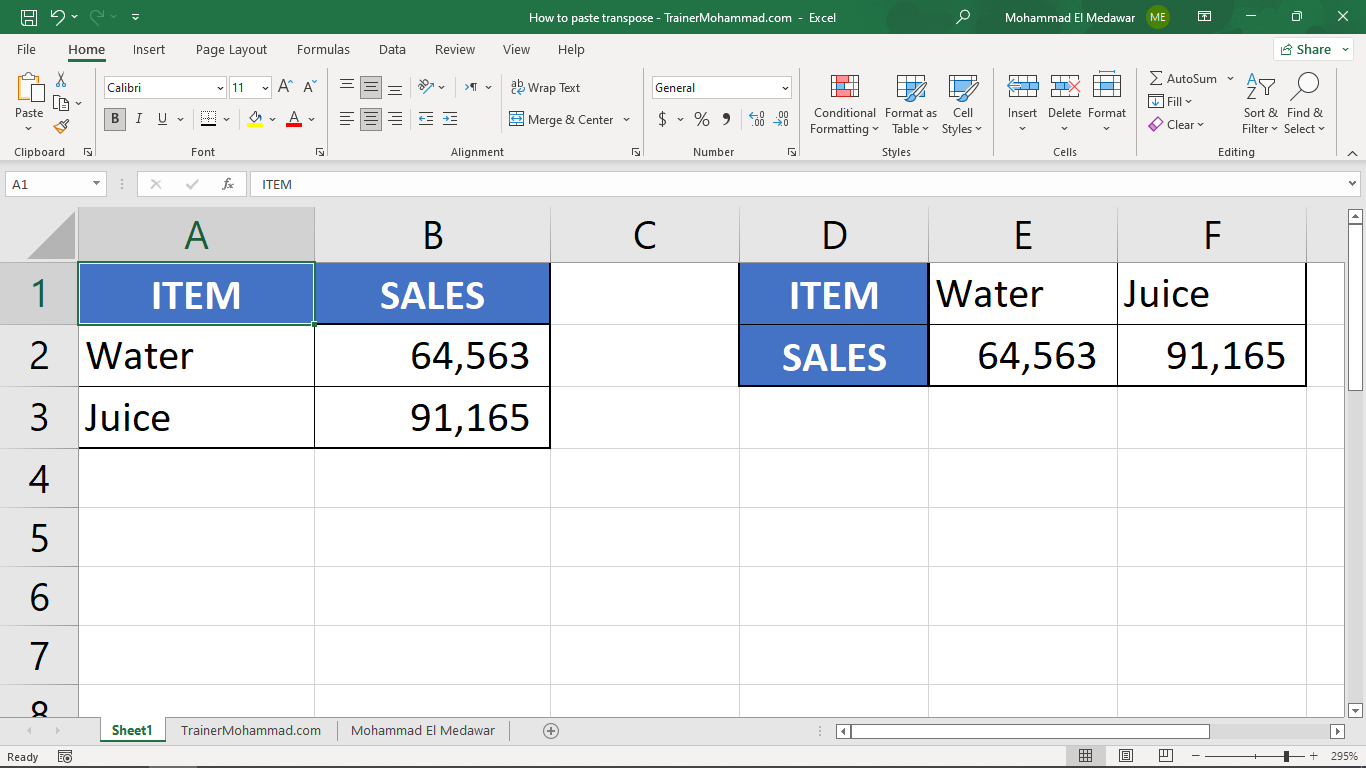 How to paste transpose - TrainerMohammad.com - Excel
Mohammad El Medawar ME
File Home Insert Page Layout Formulas Data Review View Help Share
Paste
Calibri 11
B I U A A A
ab Wrap Text
Merge & Center
General
$ % 9 .00 .00
Conditional Formatting
Format as Table
Cell Styles
Insert Delete Format
AutoSum
Fill
Clear
Sort & Filter
Find & Select
Clipboard Font Alignment Number Styles Cells Editing
A1 fx ITEM
A B C D E F
1 ITEM SALES ITEM Water Juice
2 Water 64,563 SALES 64,563 91,165
3 Juice 91,165
4
5
6
7
8
Sheet1 TrainerMohammad.com Mohammad El Medawar
Ready 295%